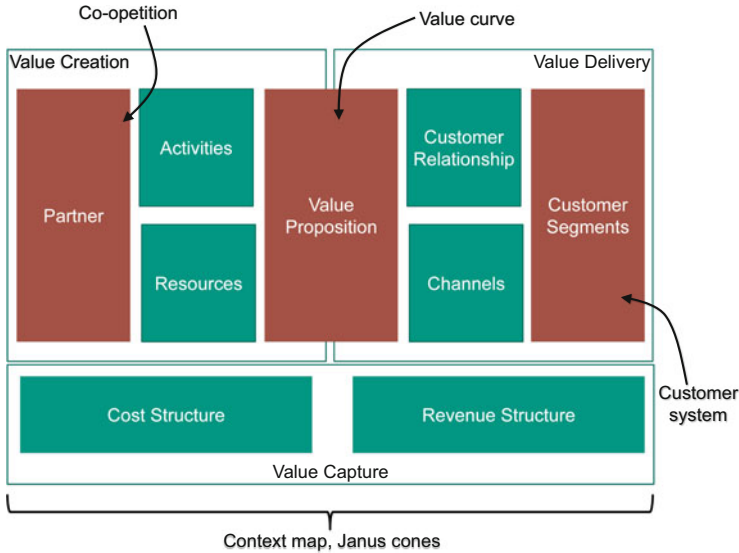 Co-opetition
Value curve
Value Creation
Value Delivery
Activities
Customer
Relationship
Partner
Value
Proposition
Customer
Segments
Resources
Channels
Customer
system
Cost Structure
Revenue Structure
Value Capture
Context map, Janus cones